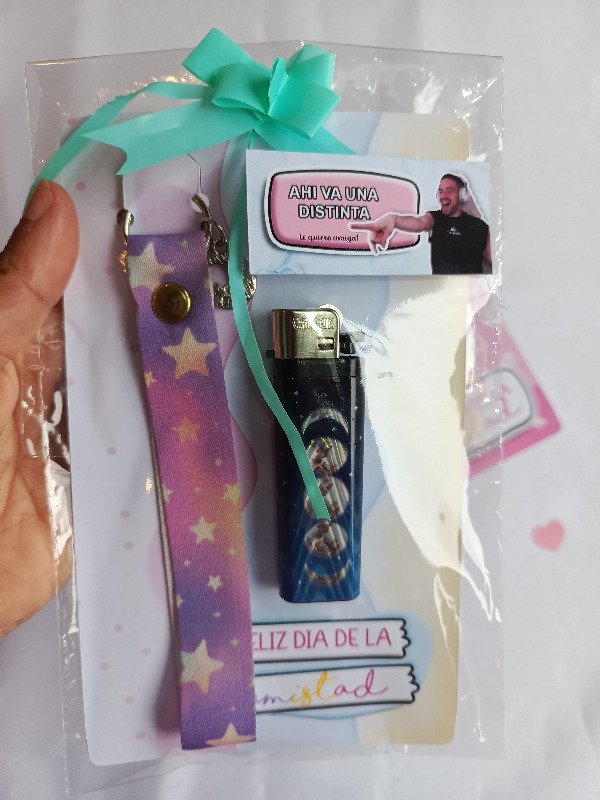 AHI VA UNA
DISTINTA
te quiero amiga!
ELIZ DIA DE LA
mistad